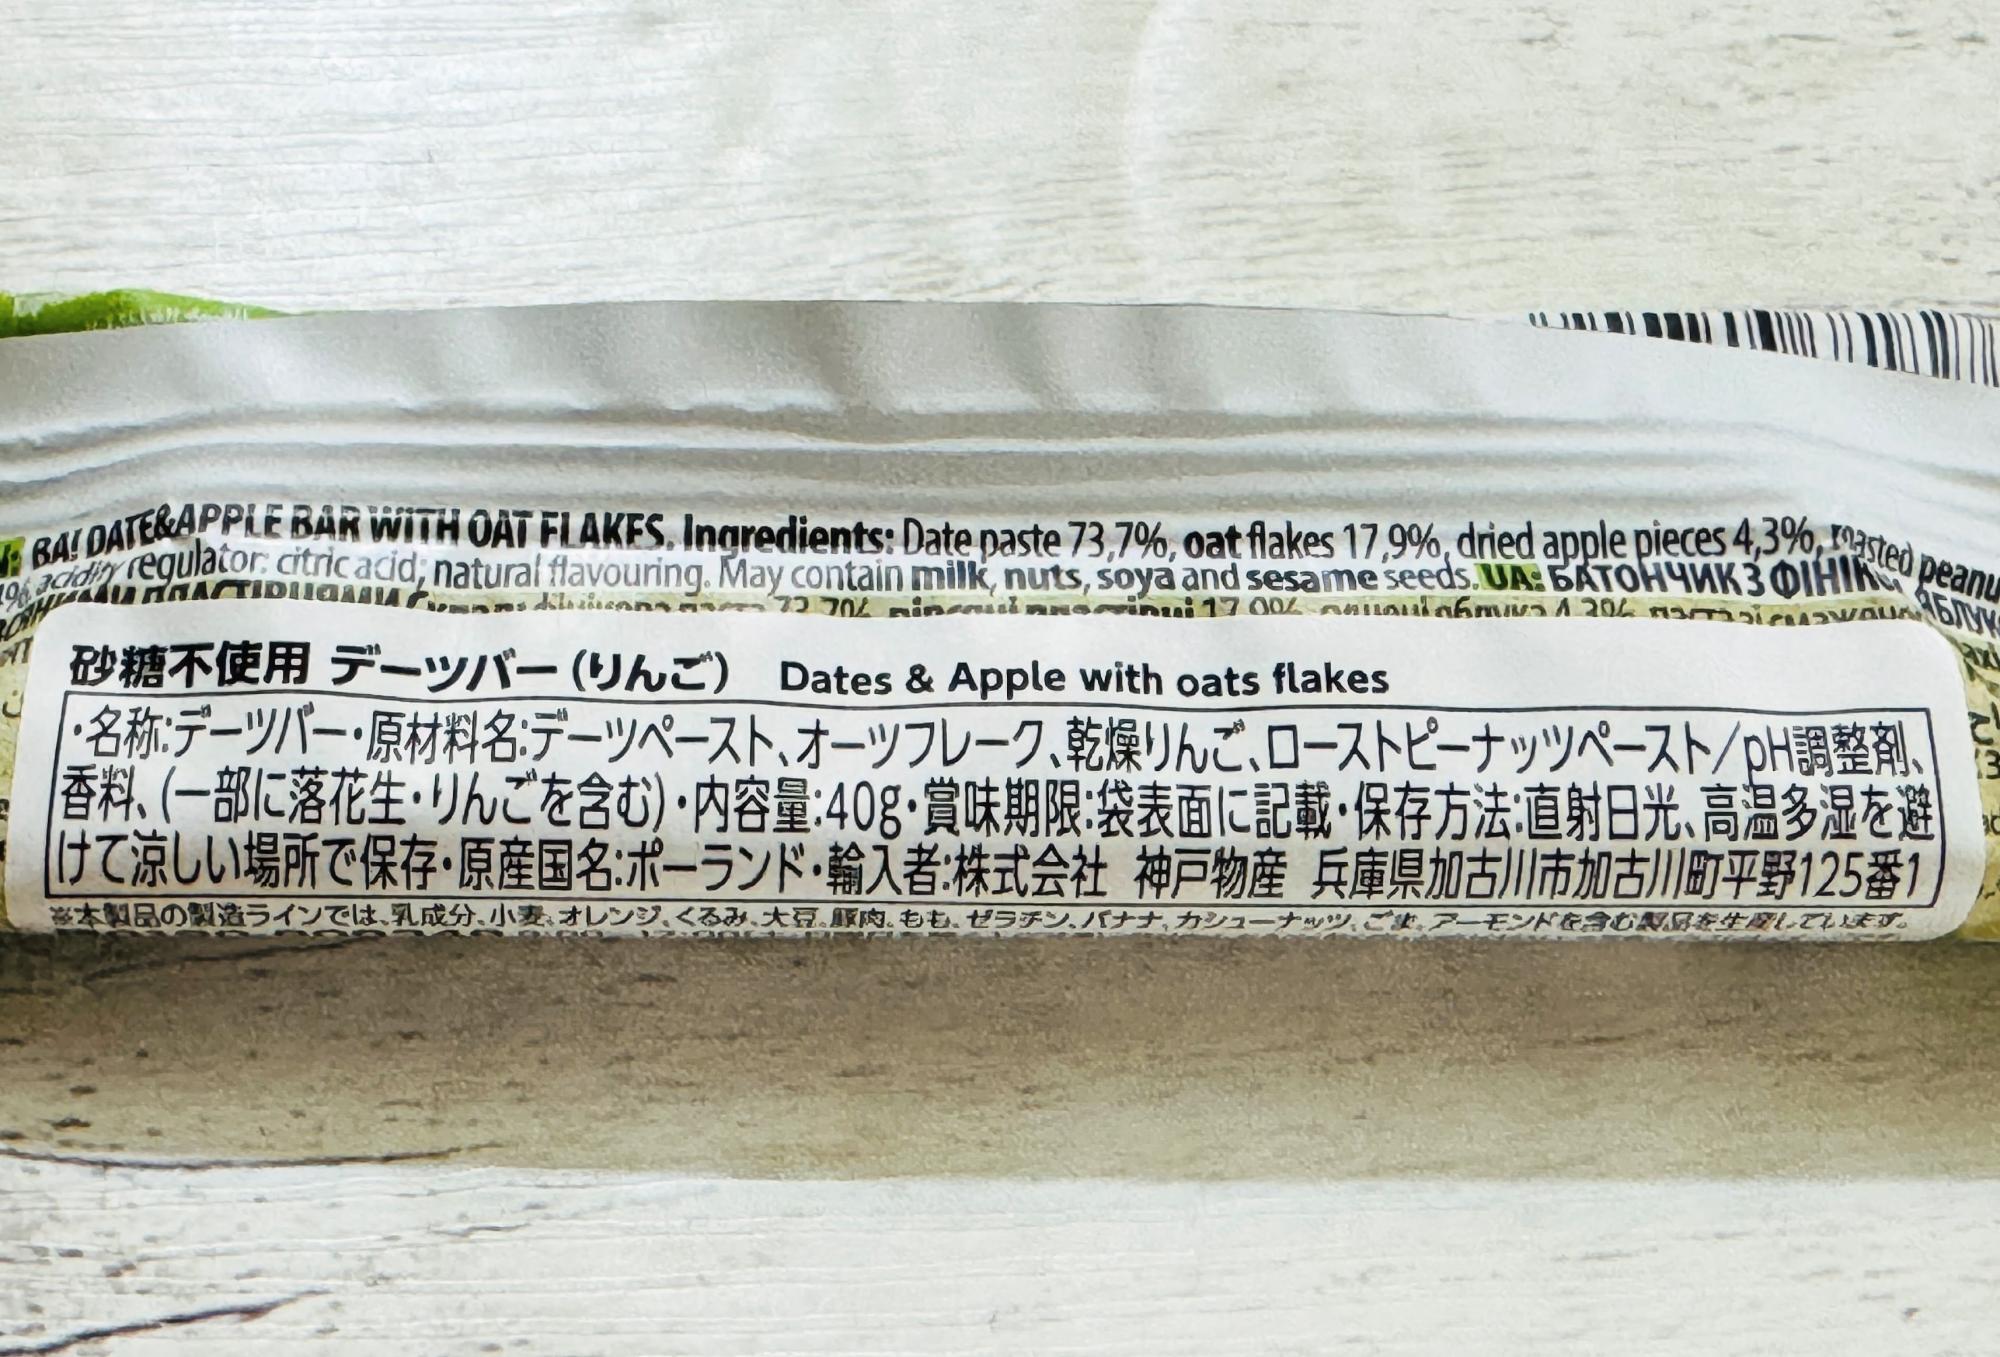 BA! DATE&APPLE BAR WITH OAT FLAKES. Ingredients: Date paste 73,7%, oat flakes 17,9%, dried apple pieces 4,3%, roasted peanu
acidity regulator: citric acid; natural flavouring. May contain milk, nuts, soya and sesame seeds. UA: БАТОНЧИК З ФІНІК
砂糖不使用 デーツバー(りんご) Dates & Apple with oats flakes
・名称:デーツバー・原材料名:デーツペースト、オーツフレーク、乾燥りんご、ローストピーナッツペースト/pH調整剤、
香料、(一部に落花生・りんごを含む)・内容量:40g・賞味期限:袋表面に記載・保存方法:直射日光、高温多湿を避
けて涼しい場所で保存・原産国名:ポーランド・輸入者:株式会社 神戸物産 兵庫県加古川市加古川町平野125番1
※本製品の製造ラインでは、乳成分、小麦、オレンジ、くるみ、大豆、豚肉、もも、ゼラチン、バナナ、カシューナッツ、ごま、アーモンドを含む製品を生産しています。